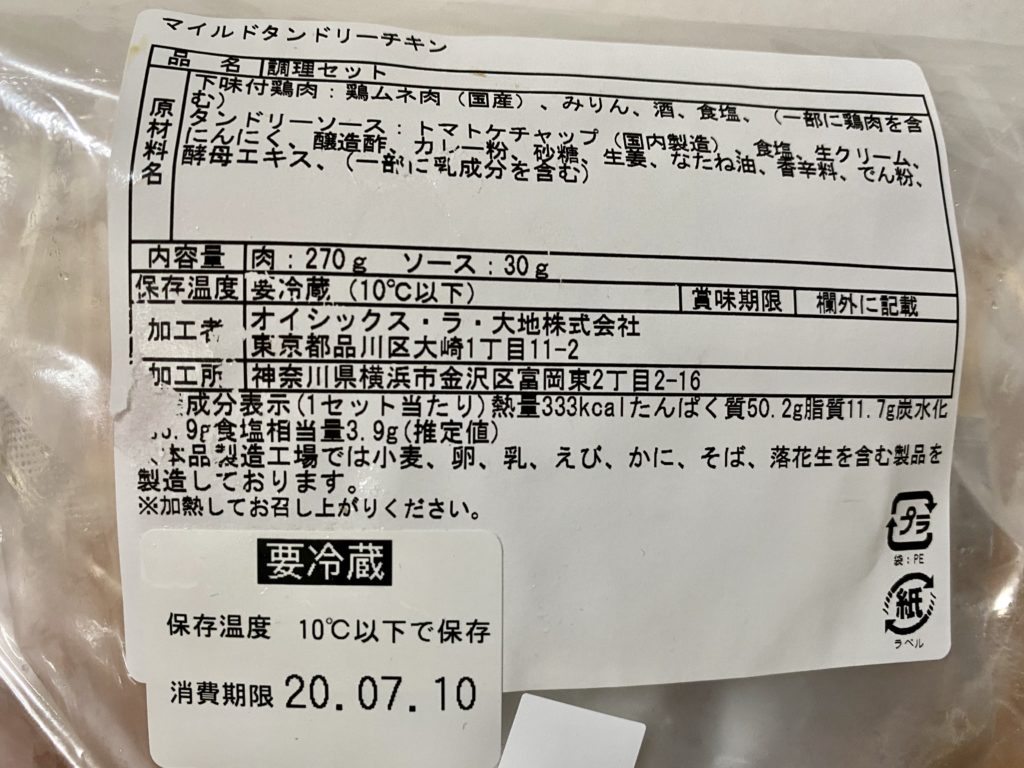 マイルドタンドリーチキン
品 名 調理セット
原材料名
下味付鶏肉：鶏ムネ肉（国産）、みりん、酒、食塩、（一部に鶏肉を含
む）
タンドリーソース：トマトケチャップ（国内製造）、食塩、生クリーム、
にんにく、醸造酢、カレー粉、砂糖、生姜、なたね油、香辛料、でん粉、
酵母エキス、（一部に乳成分を含む）
内容量 肉：270ｇ ソース：30ｇ
保存温度 要冷蔵（10℃以下） 賞味期限 欄外に記載
加工者 オイシックス・ラ・大地株式会社
東京都品川区大崎1丁目11-2
加工所 神奈川県横浜市金沢区富岡東2丁目2-16
成分表示(1セット当たり)熱量333kcalたんぱく質50.2g脂質11.7g炭水化
.9g食塩相当量3.9g(推定値)
本品製造工場では小麦、卵、乳、えび、かに、そば、落花生を含む製品を
製造しております。
※加熱してお召し上がりください。
プラ
袋：PE
紙
ラベル
要冷蔵
保存温度 10℃以下で保存
消費期限 20.07.10